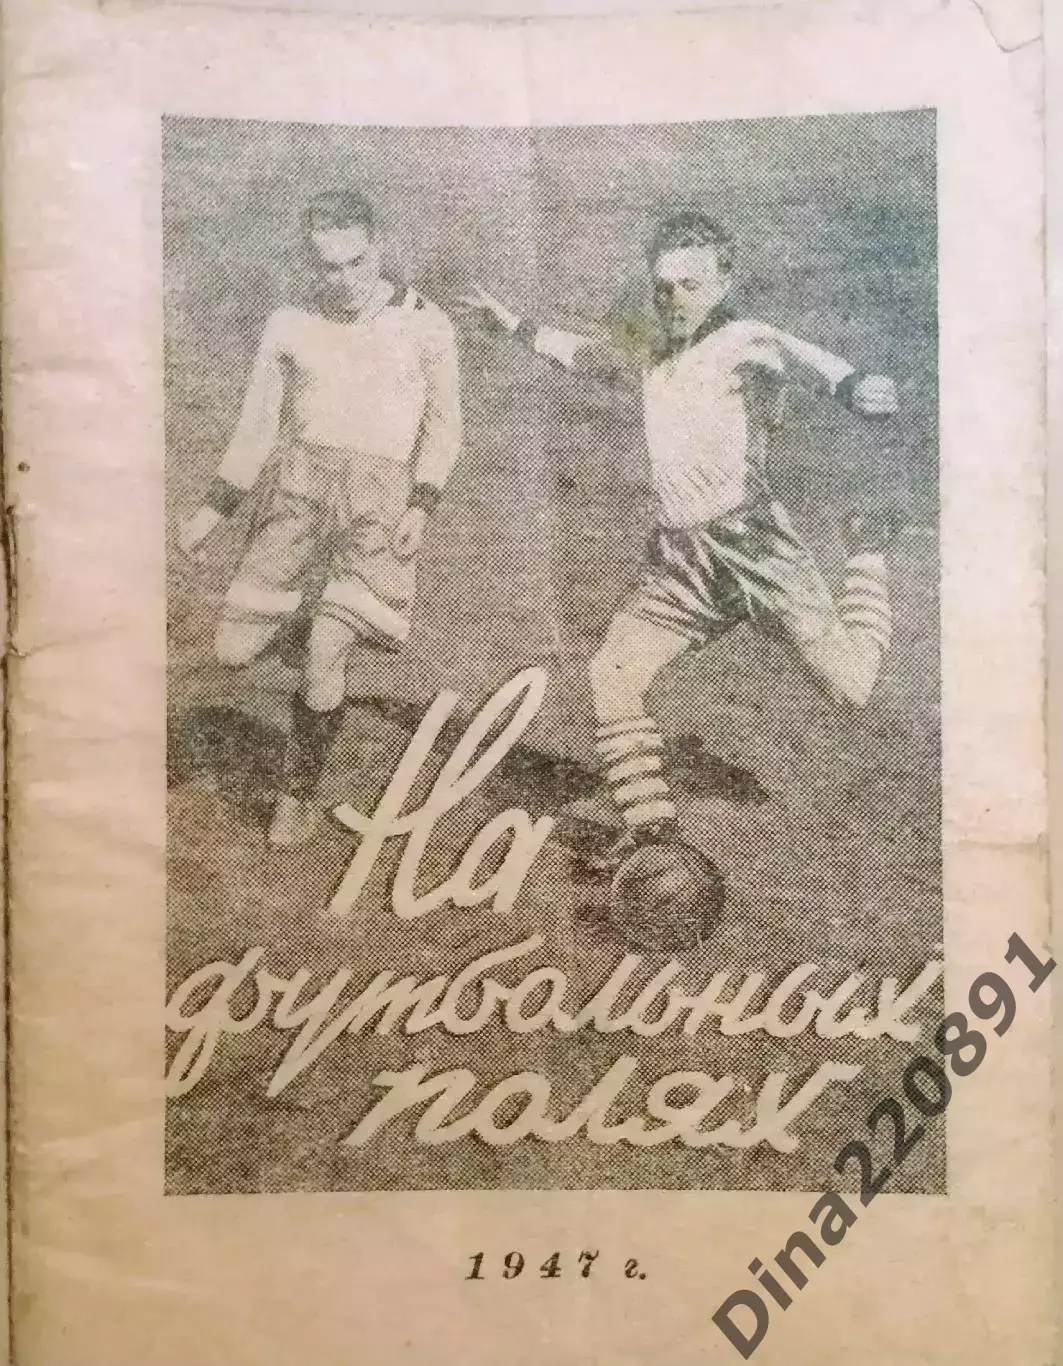 На
футбольных
полях
1947 г.
Dina220891